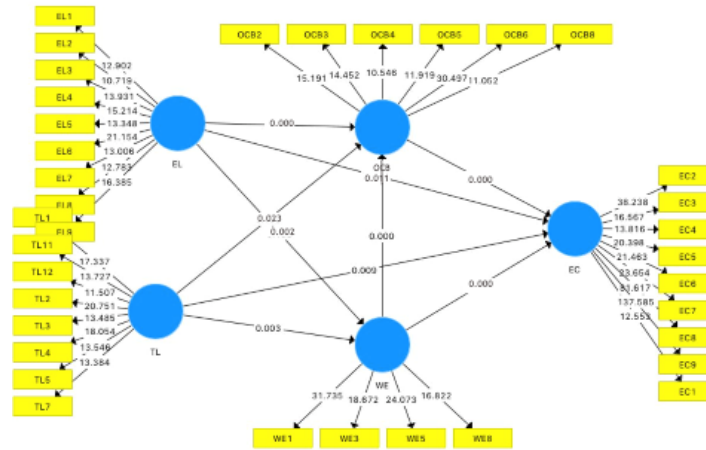 EL1
EL2
EL3
EL4
EL5
EL6
EL7
EL8
EL9
12.902
10.719
13.931
15.214
13.348
21.154
13.006
12.783
16.385
EL
TL1
TL11
TL12
TL2
TL3
TL4
TL5
TL7
17.337
13.727
11.507
20.751
13.485
18.054
13.546
13.384
TL
OCB2
OCB3
OCB4
OCB5
OCB6
OCB8
15.191
14.452
10.546
11.919
30.497
11.052
OCB
0.000
0.011
0.023
0.002
0.000
0.009
0.003
0.000
0.000
WE
31.735
18.672
24.073
16.822
WE1
WE3
WE5
WE8
EC
38.238
16.567
13.816
20.398
21.463
23.654
81.617
137.585
12.553
EC2
EC3
EC4
EC5
EC6
EC7
EC8
EC9
EC1